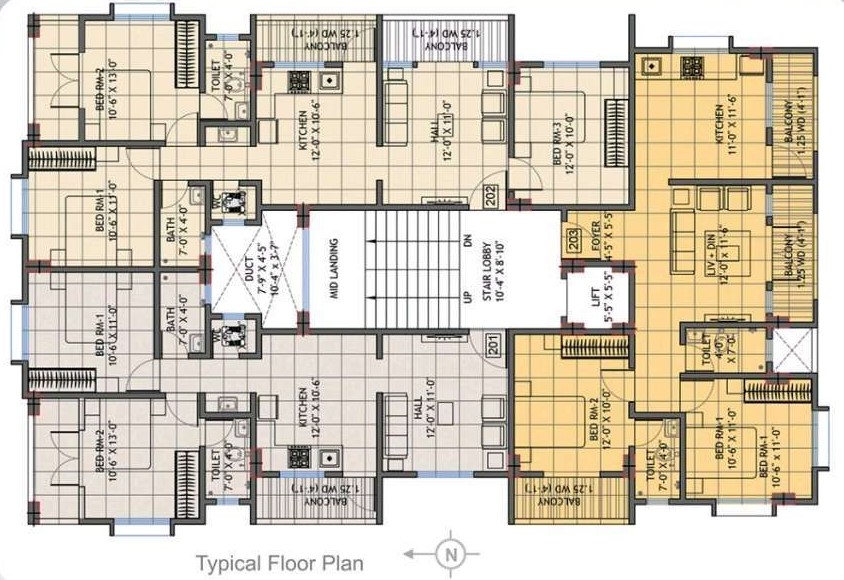 BED RM-2
10'-6" X 13'-0"
TOILET
7'-0" X 4'-0"
BALCONY
1.25 WD (4'-1")
BALCONY
1.25 WD (4'-1")
KITCHEN
12'-0" X 10'-6"
HALL
12'-0" X 11'-0"
BED RM-3
12'-0" X 10'-0"
KITCHEN
11'-0" X 11'-6"
BALCONY
1.25 WD (4'-1")
BED RM-1
10'-6" X 11'-0"
BATH
7'-0" X 4'-0"
WC
202
DUCT
7'-9" X 4'-5"
10'-4" X 3'-7"
MID LANDING
DN
UP
STAIR LOBBY
10'-4" X 8'-10"
203
FOYER
4'-5" X 5'-5"
LIFT
5'-5" X 5'-5"
LIV + DIN
12'-0" X 11'-6"
BALCONY
1.25 WD (4'-1")
BED RM-1
10'-6" X 11'-0"
BATH
7'-0" X 4'-0"
WC
201
TOILET
4'-0"
X 7'-0"
BED RM-2
10'-6" X 13'-0"
TOILET
7'-0" X 4'-0"
KITCHEN
12'-0" X 10'-6"
HALL
12'-0" X 11'-0"
BALCONY
1.25 WD (4'-1")
BED RM-2
12'-0" X 10'-0"
BALCONY
1.25 WD (4'-1")
TOILET
7'-0" X 4'-0"
BED RM-1
10'-6" X 11'-0"
BED RM-1
10'-6" X 11'-0"
Typical Floor Plan
N